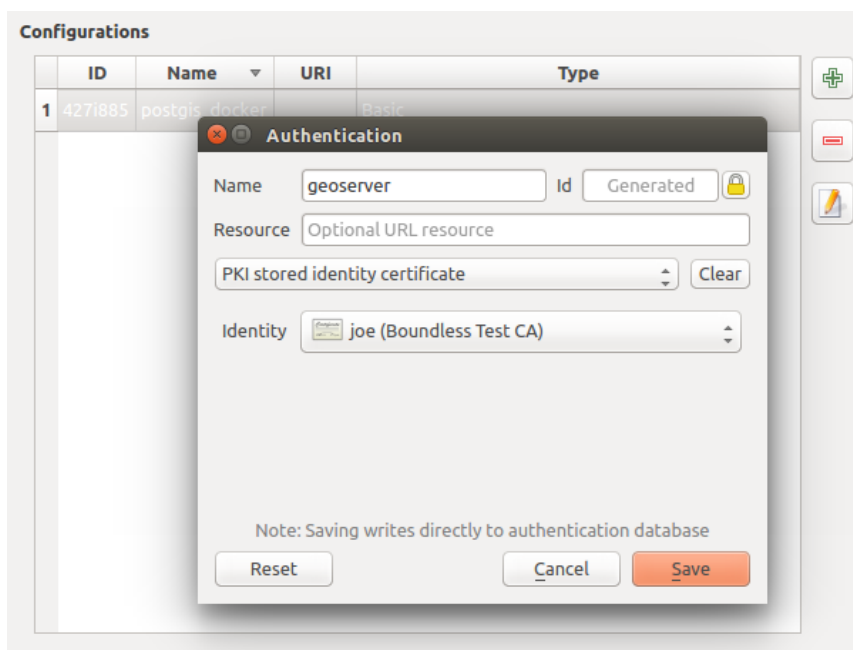 Configurations
ID Name URI Type
1 427i885 postgis_docker Basic
Authentication
Name geoserver Id Generated
Resource Optional URL resource
PKI stored identity certificate Clear
Identity joe (Boundless Test CA)
Note: Saving writes directly to authentication database
Reset Cancel Save